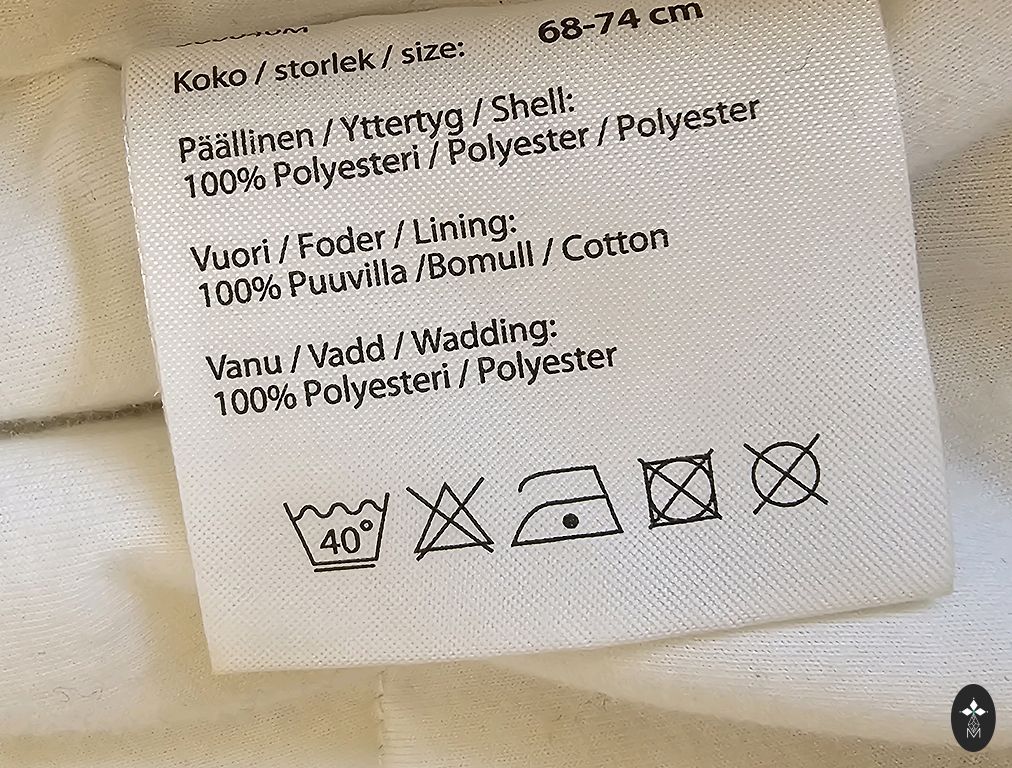 68-74 cm
Koko / storlek / size:
Päällinen / Yttertyg / Shell:
100% Polyesteri / Polyester / Polyester
Vuori / Foder / Lining:
100% Puuvilla /Bomull / Cotton
Vanu / Vadd / Wadding:
100% Polyesteri / Polyester
40°